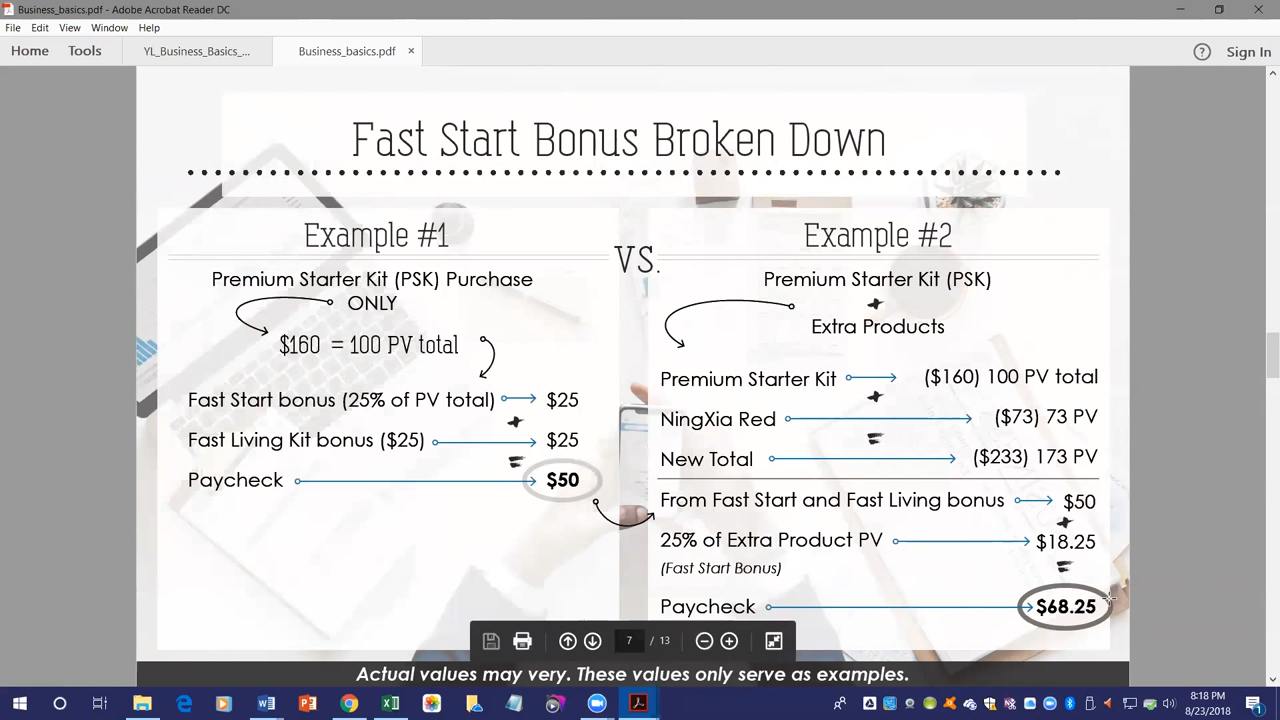 Business_basics.pdf - Adobe Acrobat Reader DC
File Edit View Window Help
Home Tools YL_Business_Basics_... Business_basics.pdf × ? Sign In
Fast Start Bonus Broken Down
Example #1
Premium Starter Kit (PSK) Purchase
ONLY
$160 = 100 PV total
Fast Start bonus (25% of PV total) $25
+
Fast Living Kit bonus ($25) $25
=
Paycheck $50
VS.
Example #2
Premium Starter Kit (PSK)
+
Extra Products
Premium Starter Kit ($160) 100 PV total
+
NingXia Red ($73) 73 PV
=
New Total ($233) 173 PV
From Fast Start and Fast Living bonus $50
+
25% of Extra Product PV $18.25
(Fast Start Bonus)
=
Paycheck $68.25
7 / 13
Actual values may very. These values only serve as examples.
8:18 PM
8/23/2018